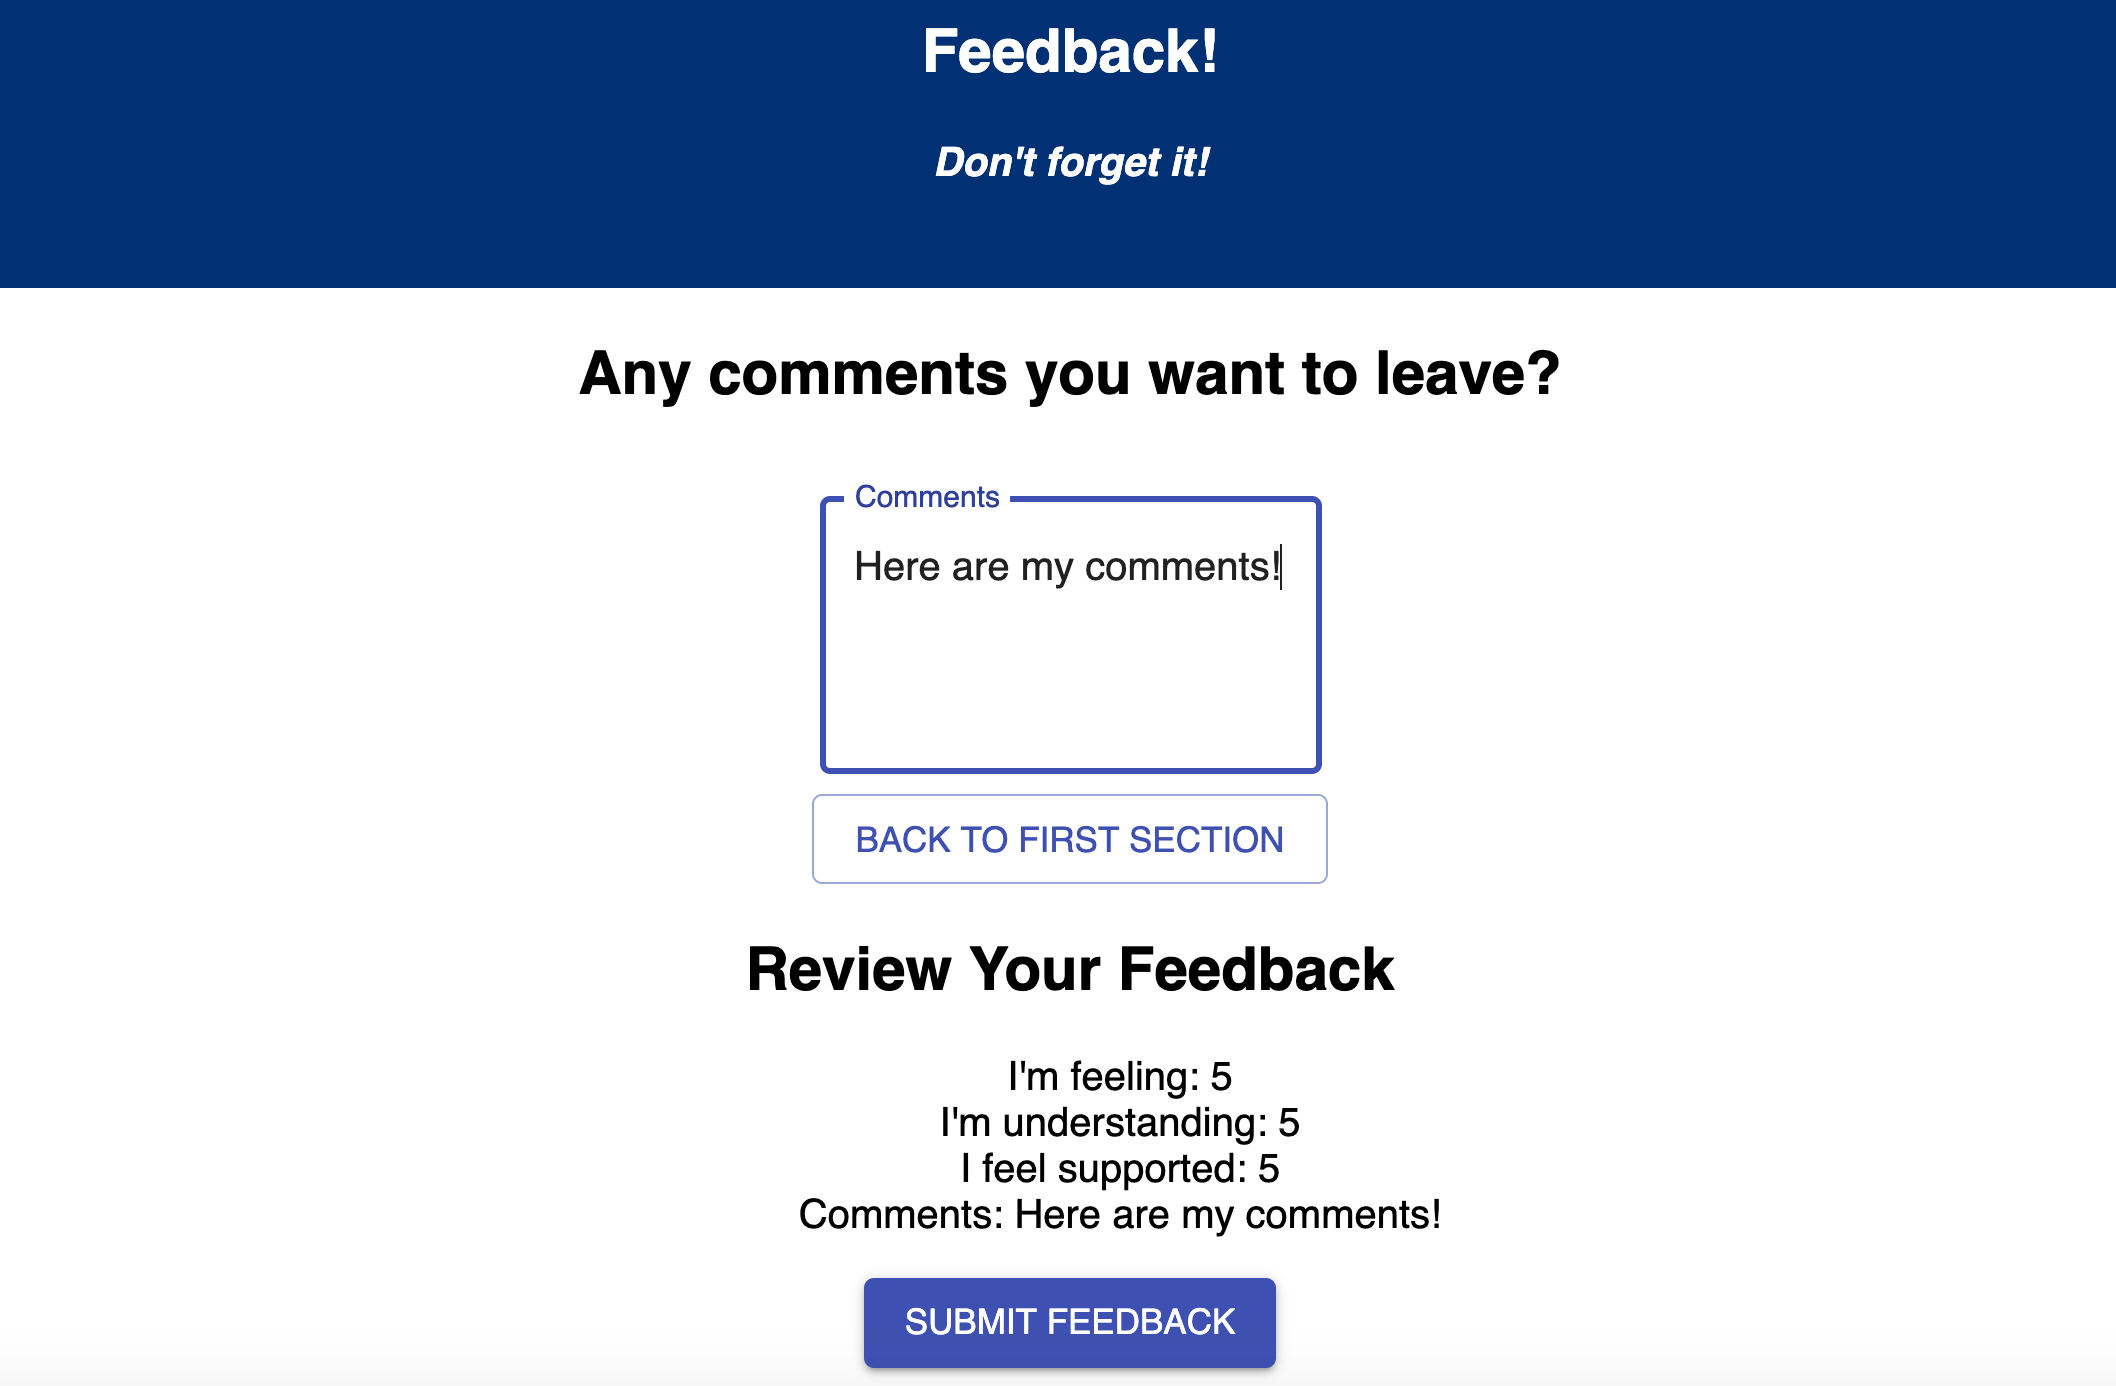 Feedback!
Don't forget it!
Any comments you want to leave?
Comments
Here are my comments!
BACK TO FIRST SECTION
Review Your Feedback
I'm feeling: 5
I'm understanding: 5
I feel supported: 5
Comments: Here are my comments!
SUBMIT FEEDBACK